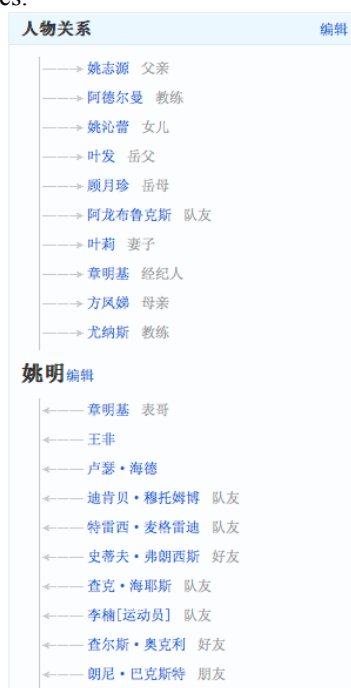 es.
人物关系 编辑
姚志源 父亲
阿德尔曼 教练
姚沁蕾 女儿
叶发 岳父
顾月珍 岳母
阿龙布鲁克斯 队友
叶莉 妻子
章明基 经纪人
方凤娣 母亲
尤纳斯 教练
姚明编辑
章明基 表哥
王非
卢瑟·海德
迪肯贝·穆托姆博 队友
特雷西·麦格雷迪 队友
史蒂夫·弗朗西斯 好友
查克·海耶斯 队友
李楠[运动员] 队友
查尔斯·奥克利 好友
朗尼·巴克斯特 朋友